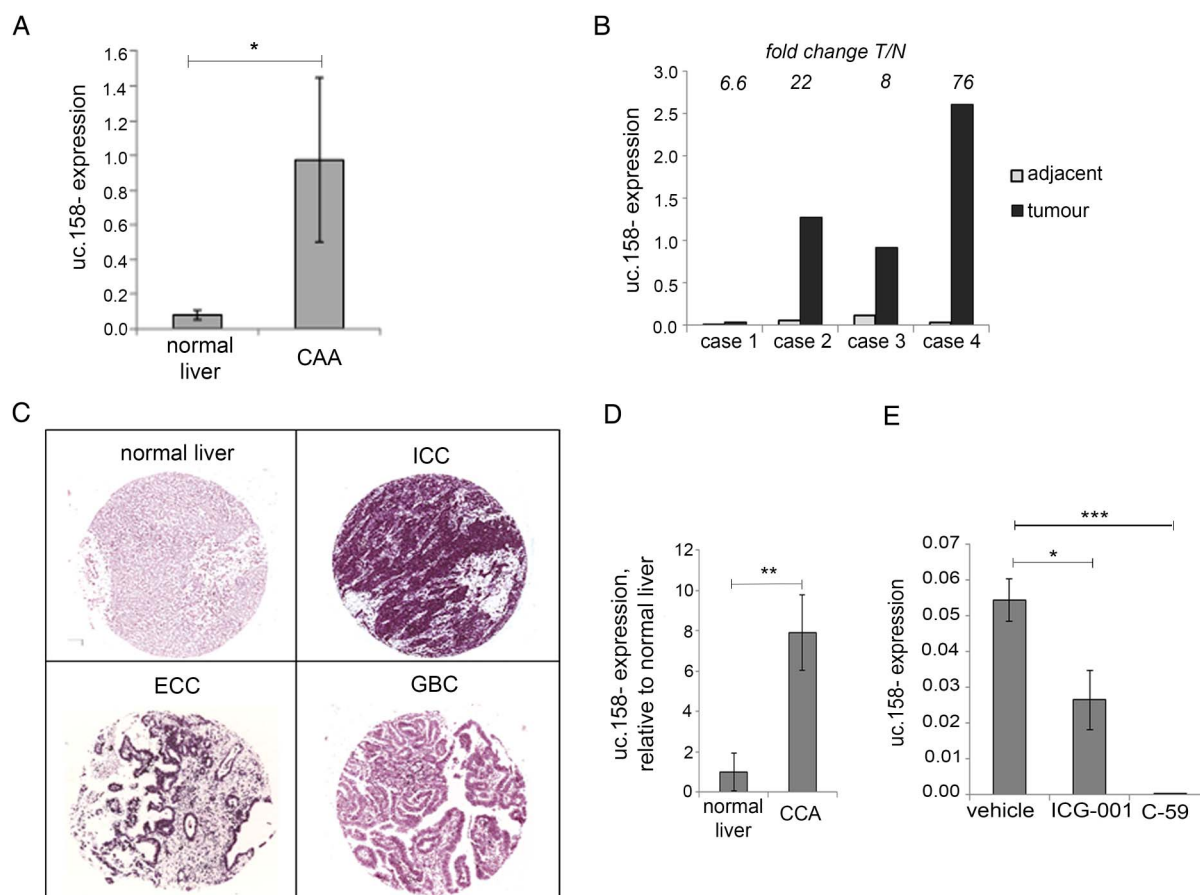 A
uc.158- expression
1.6
1.4
1.2
1.0
0.8
0.6
0.4
0.2
0.0
*
normal
liver
CAA
B
fold change T/N
6.6 22 8 76
uc.158- expression
3.0
2.5
2.0
1.5
1.0
0.5
0.0
case 1 case 2 case 3 case 4
adjacent
tumour
C
normal liver
ICC
ECC
GBC
D
uc.158- expression,
relative to normal liver
12
10
8
6
4
2
0
**
normal
liver
CCA
E
uc.158- expression
0.07
0.06
0.05
0.04
0.03
0.02
0.01
0.00
***
*
vehicle ICG-001 C-59